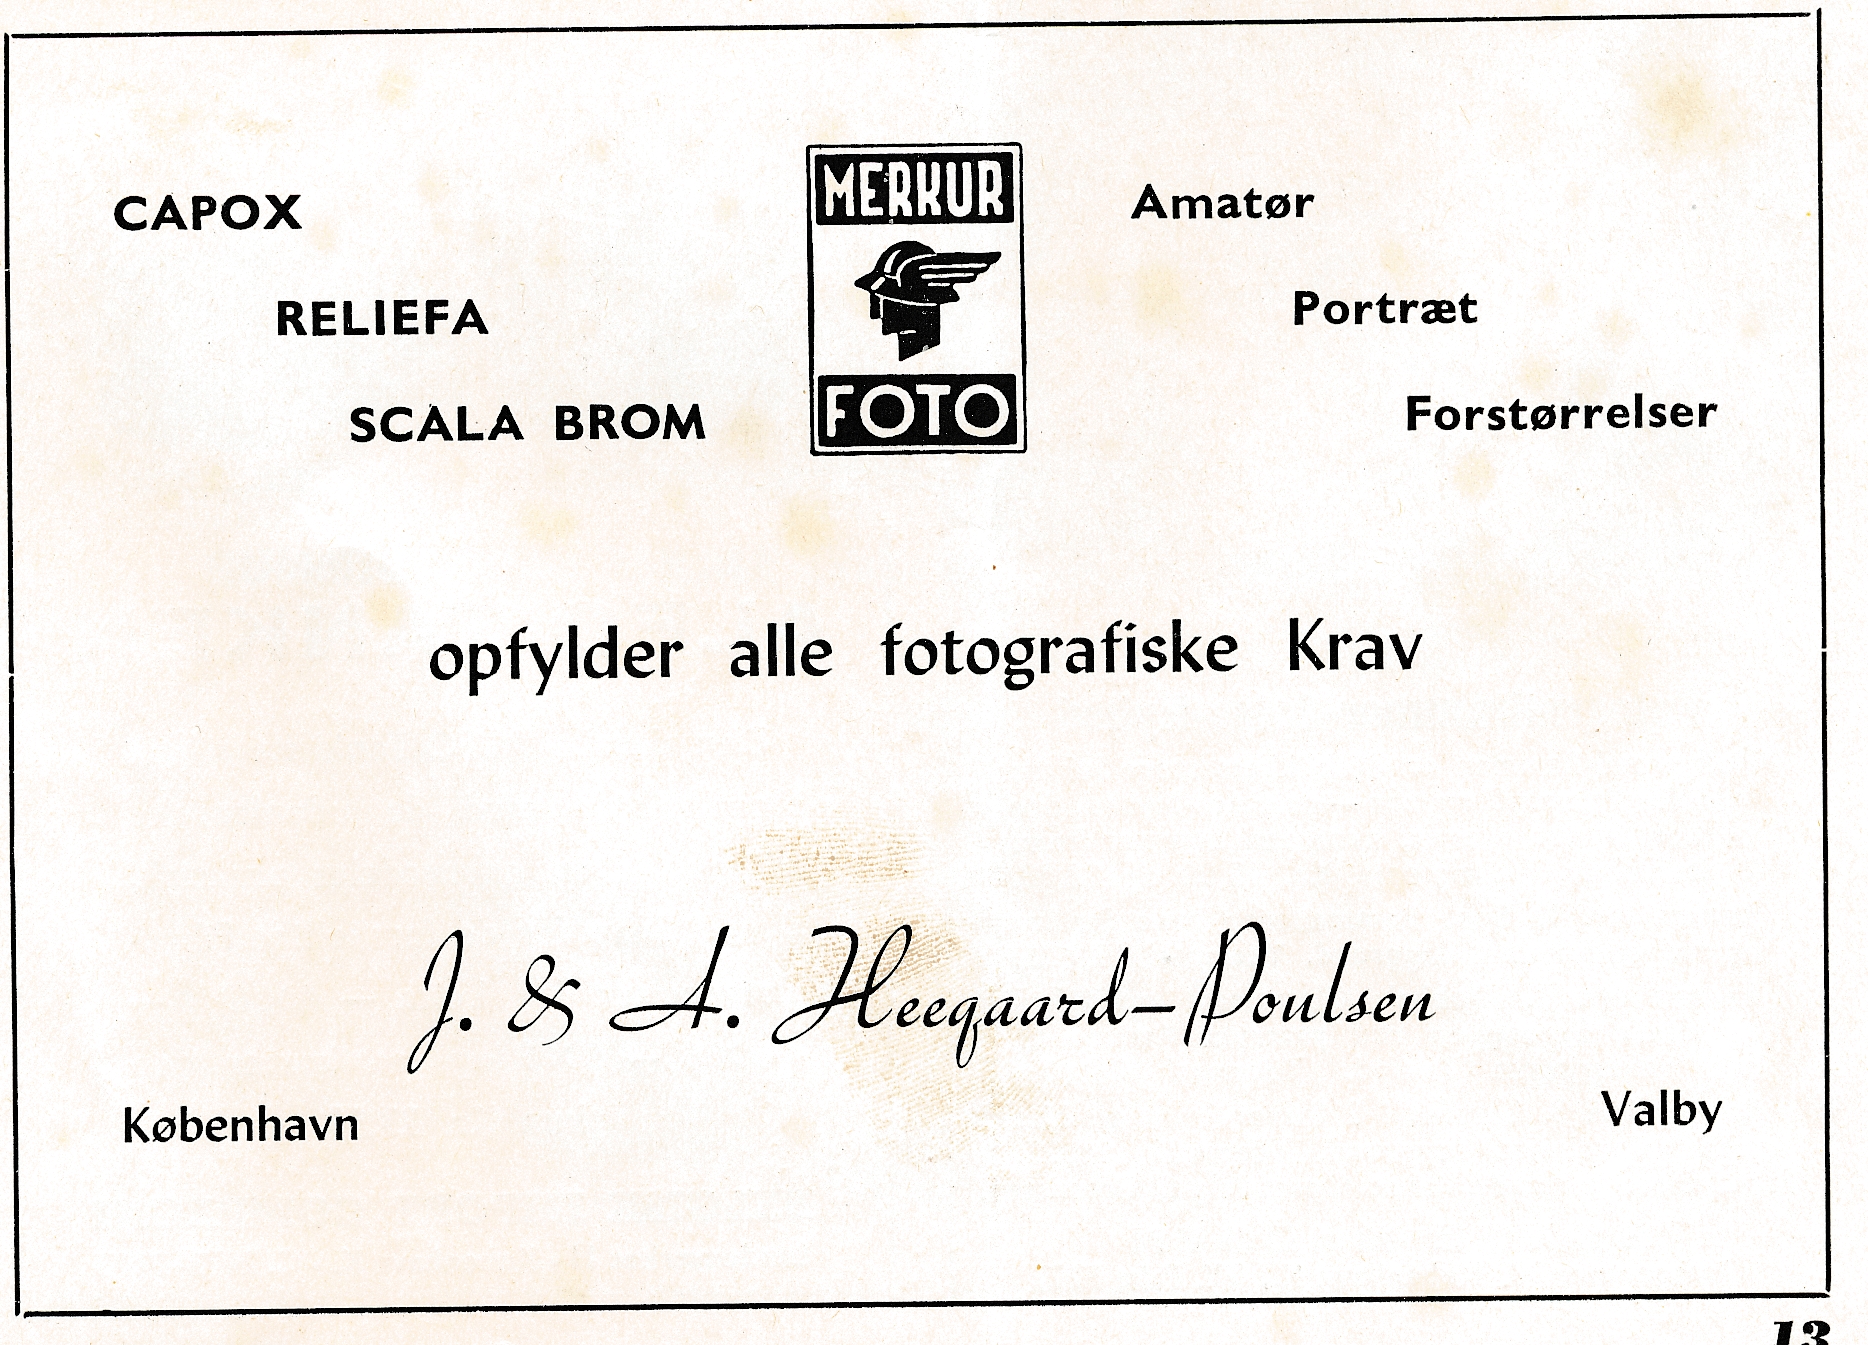 CAPOX
RELIEFA
SCALA BROM
MERKUR
FOTO
Amatør
Portræt
Forstørrelser
opfylder alle fotografiske Krav
J. & A. Heegaard-Poulsen
København
Valby
13